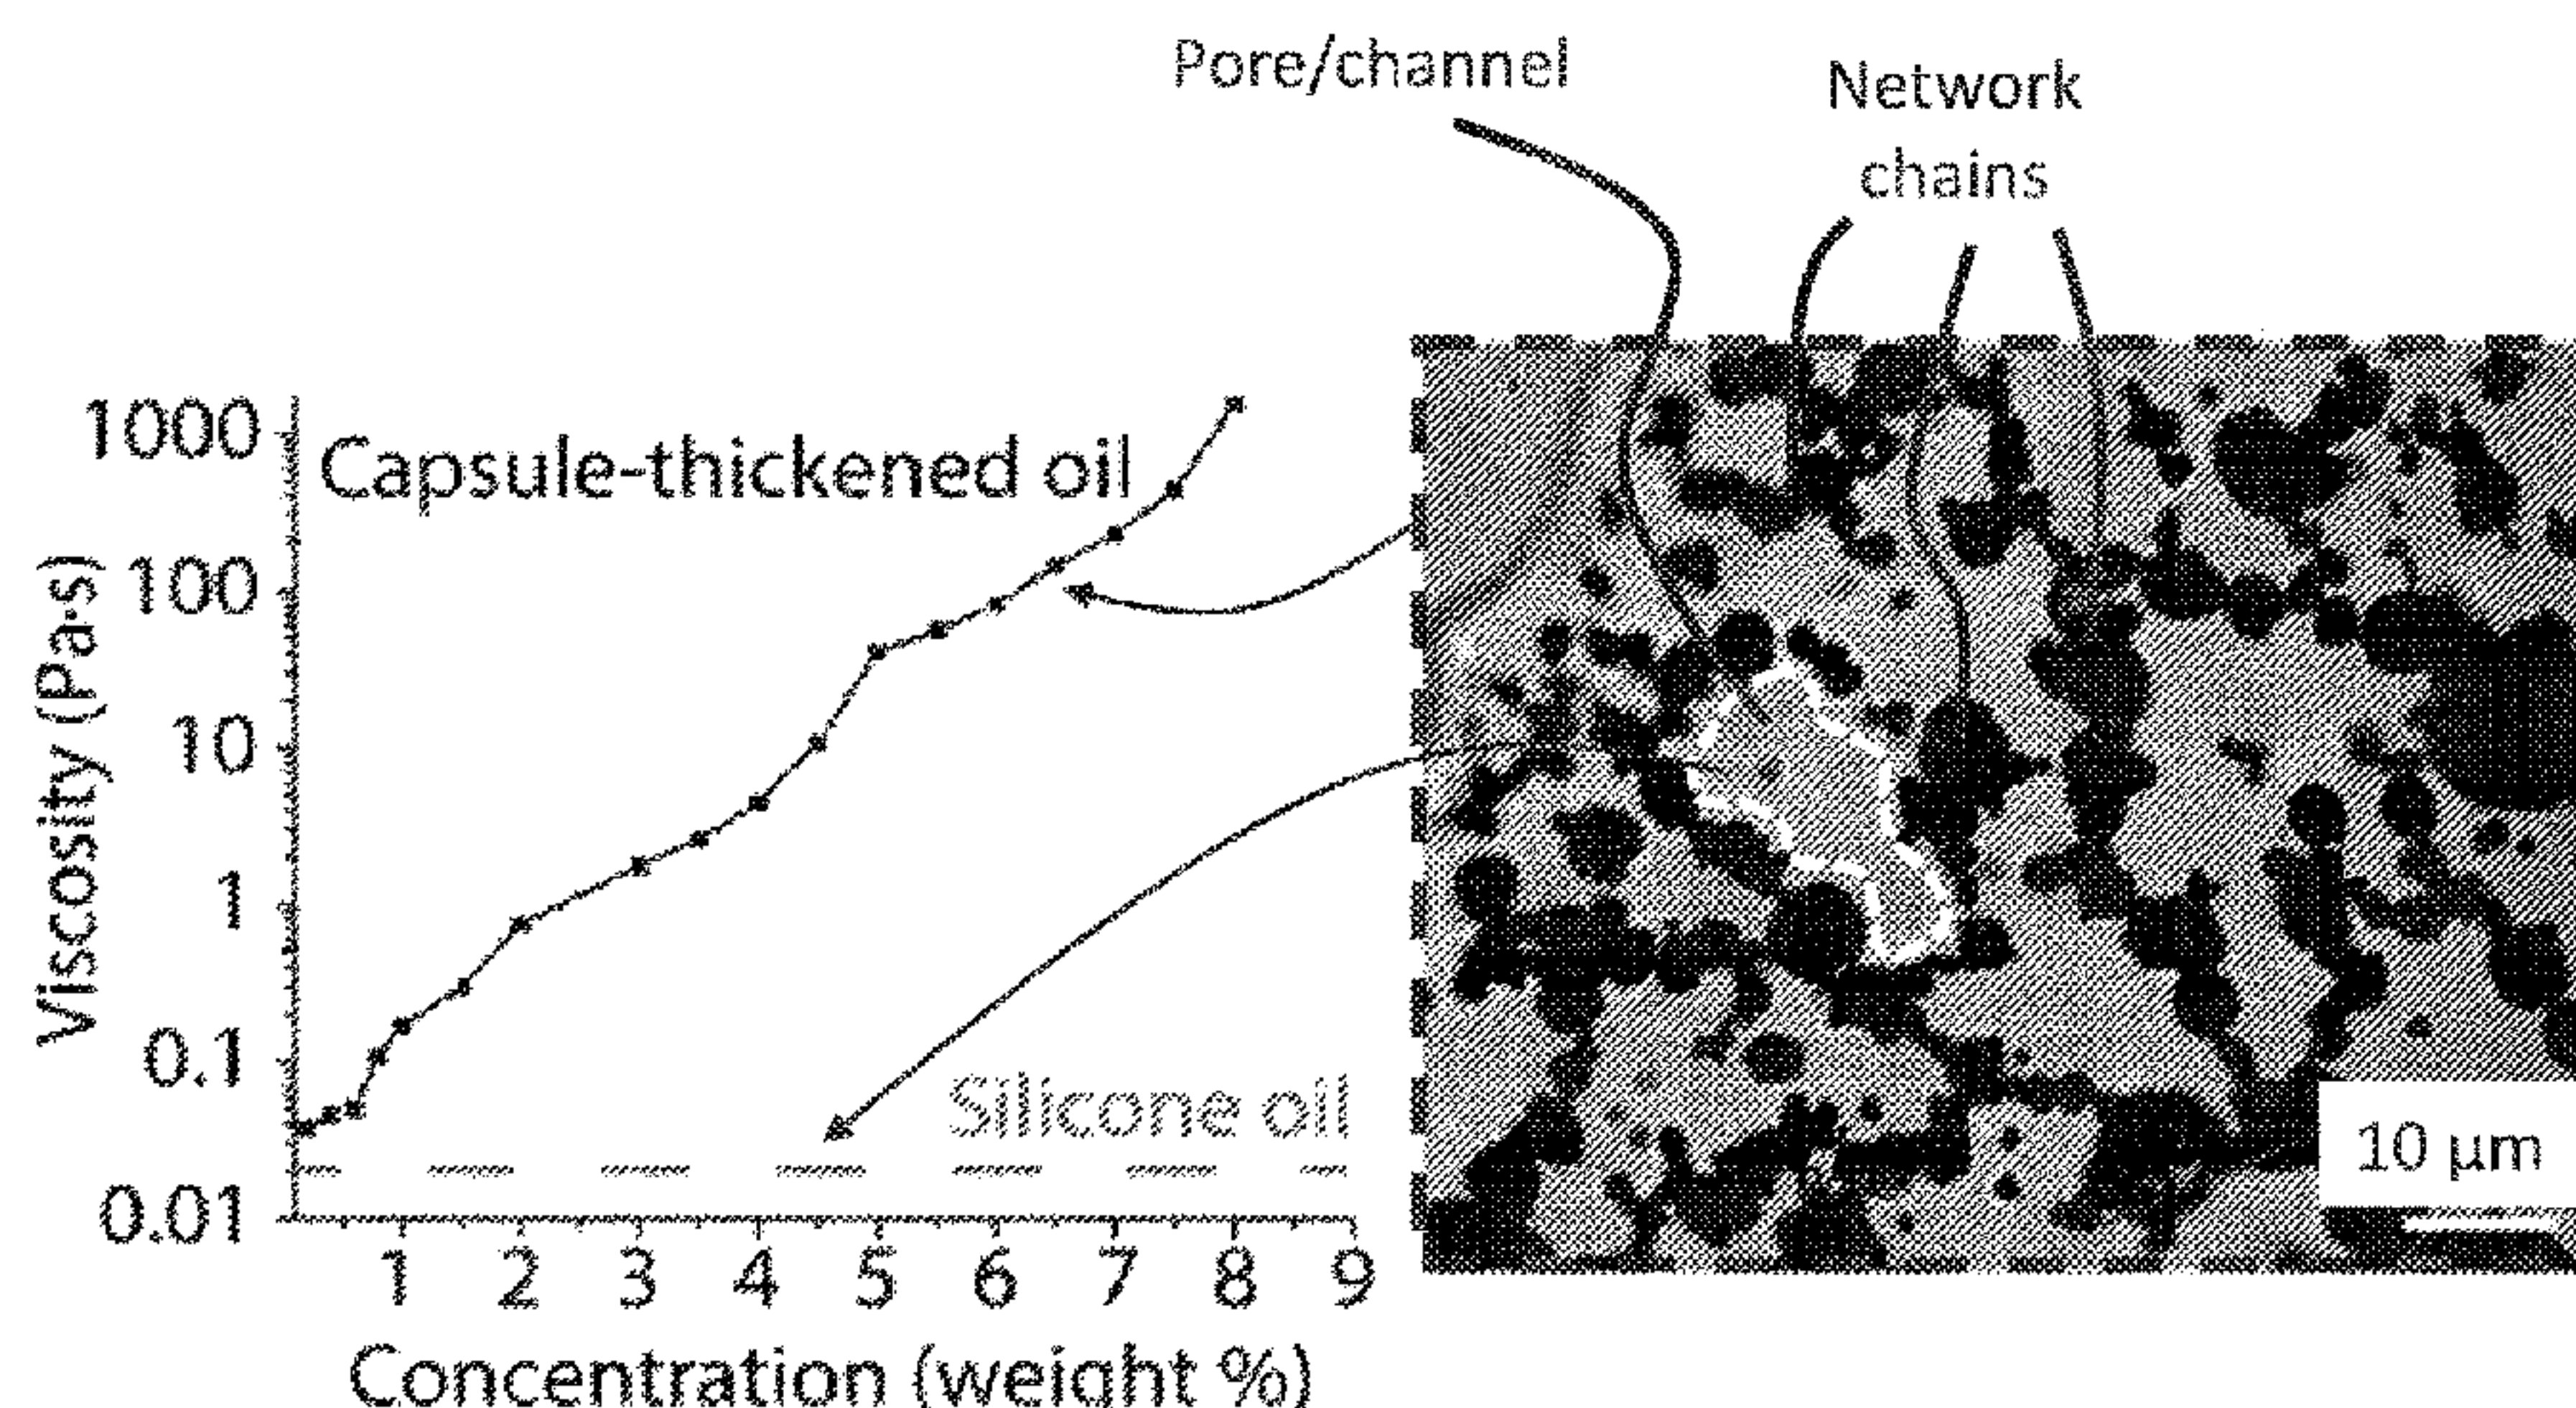 Pore/channel
Network
chains
1000
100
10
1
0.1
0.01
Viscosity (Pa·s)
Capsule-thickened oil
Silicone oil
1 2 3 4 5 6 7 8 9
Concentration (weight %)
10 µm